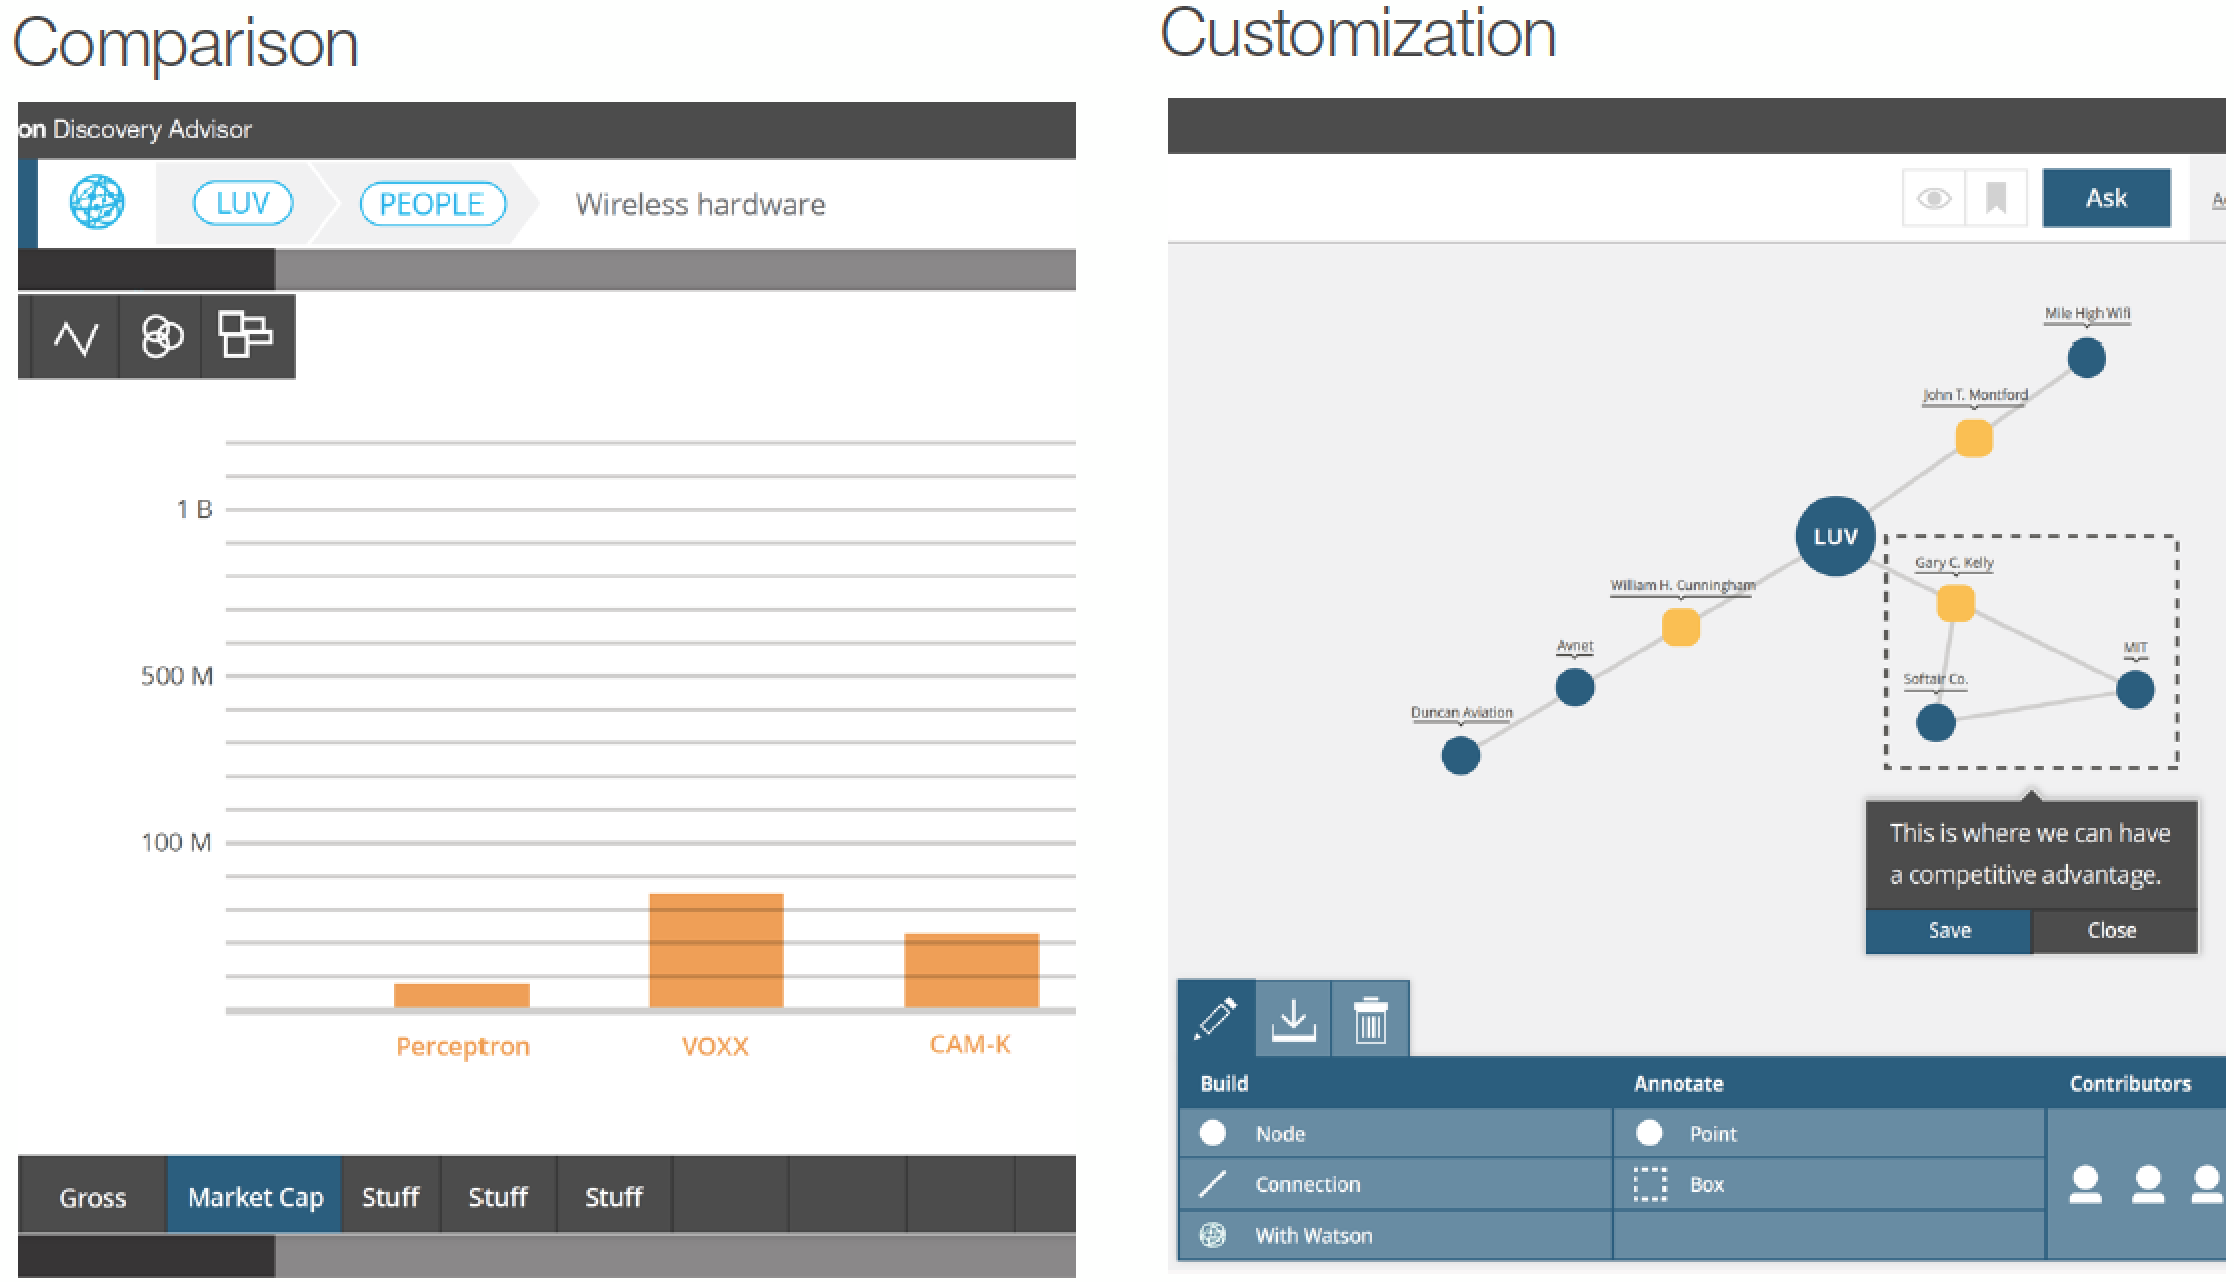 Comparison
on Discovery Advisor
LUV
PEOPLE
Wireless hardware
1 B
500 M
100 M
Perceptron
VOXX
CAM-K
Gross
Market Cap
Stuff
Stuff
Stuff
Customization
Ask
Mile High Wifi
John T. Montford
LUV
Gary C. Kelly
William H. Cunningham
Avnet
MIT
Softair Co.
Duncan Aviation
This is where we can have
a competitive advantage.
Save
Close
Build
Annotate
Contributors
Node
Point
Connection
Box
With Watson